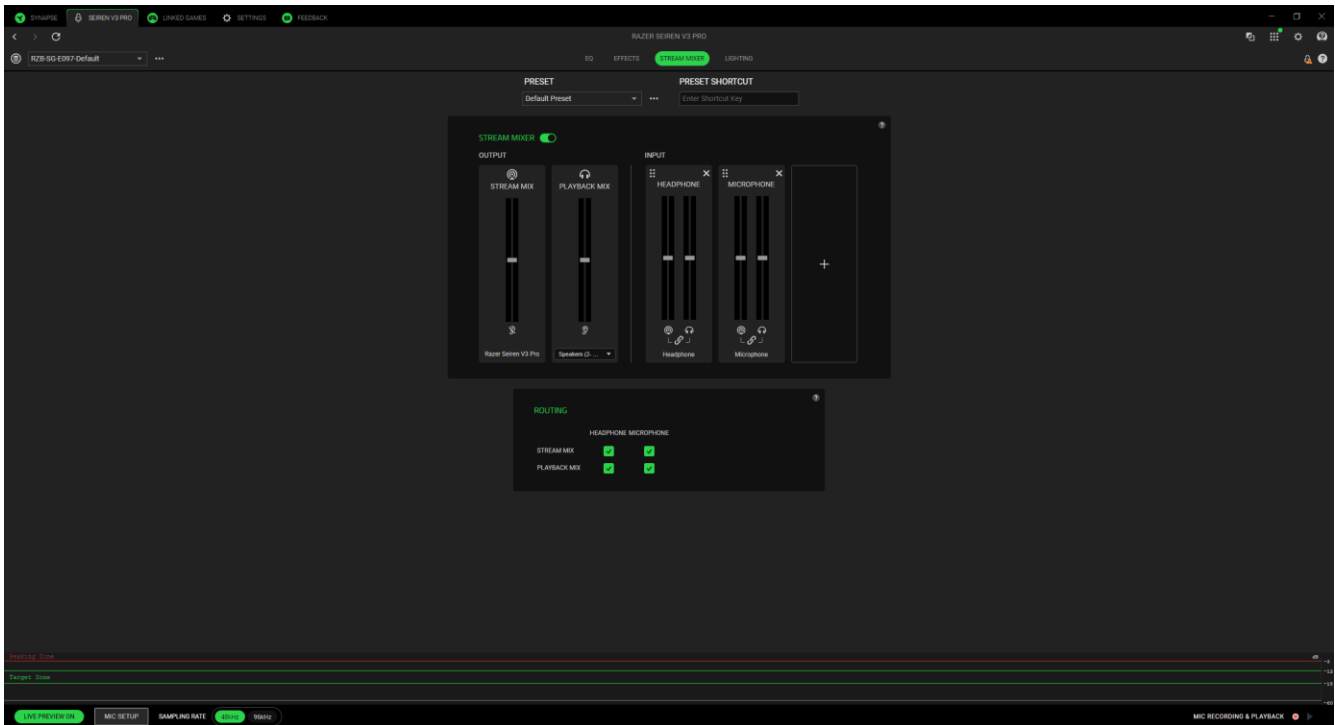 SYNAPSE SEIREN V3 PRO LINKED GAMES SETTINGS FEEDBACK
RAZER SEIREN V3 PRO
RZB-SG-E097-Default EQ EFFECTS STREAM MIXER LIGHTING
PRESET PRESET SHORTCUT
Default Preset Enter Shortcut Key
STREAM MIXER
OUTPUT INPUT
STREAM MIX PLAYBACK MIX HEADPHONE MICROPHONE
Razer Seiren V3 Pro Speakers (2- ... Headphone Microphone
ROUTING
HEADPHONE MICROPHONE
STREAM MIX
PLAYBACK MIX
Peaking Zone dB
Target Zone
LIVE PREVIEW ON MIC SETUP SAMPLING RATE 48kHz 96kHz MIC RECORDING & PLAYBACK